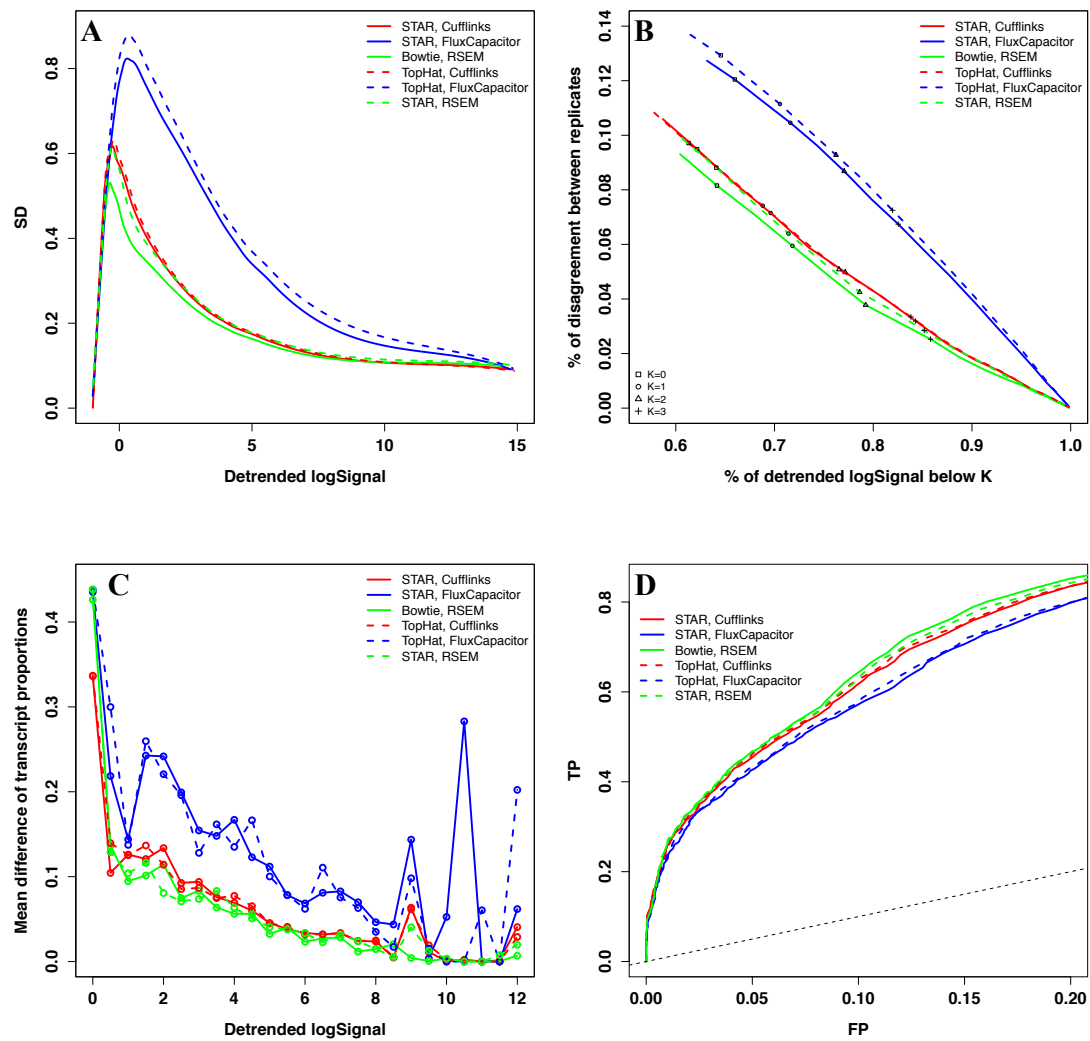 A
STAR, Cufflinks
STAR, FluxCapacitor
Bowtie, RSEM
TopHat, Cufflinks
TopHat, FluxCapacitor
STAR, RSEM
0.8
0.6
0.4
0.2
0.0
SD
0
5
10
15
Detrended logSignal
B
STAR, Cufflinks
STAR, FluxCapacitor
Bowtie, RSEM
TopHat, Cufflinks
TopHat, FluxCapacitor
STAR, RSEM
0.14
0.12
0.10
0.08
0.06
0.04
0.02
0.00
% of disagreement between replicates
K=0
K=1
K=2
K=3
0.6
0.7
0.8
0.9
1.0
% of detrended logSignal below K
C
STAR, Cufflinks
STAR, FluxCapacitor
Bowtie, RSEM
TopHat, Cufflinks
TopHat, FluxCapacitor
STAR, RSEM
0.4
0.3
0.2
0.1
0.0
Mean difference of transcript proportions
0
2
4
6
8
10
12
Detrended logSignal
D
STAR, Cufflinks
STAR, FluxCapacitor
Bowtie, RSEM
TopHat, Cufflinks
TopHat, FluxCapacitor
STAR, RSEM
0.8
0.6
0.4
0.2
0.0
TP
0.00
0.05
0.10
0.15
0.20
FP